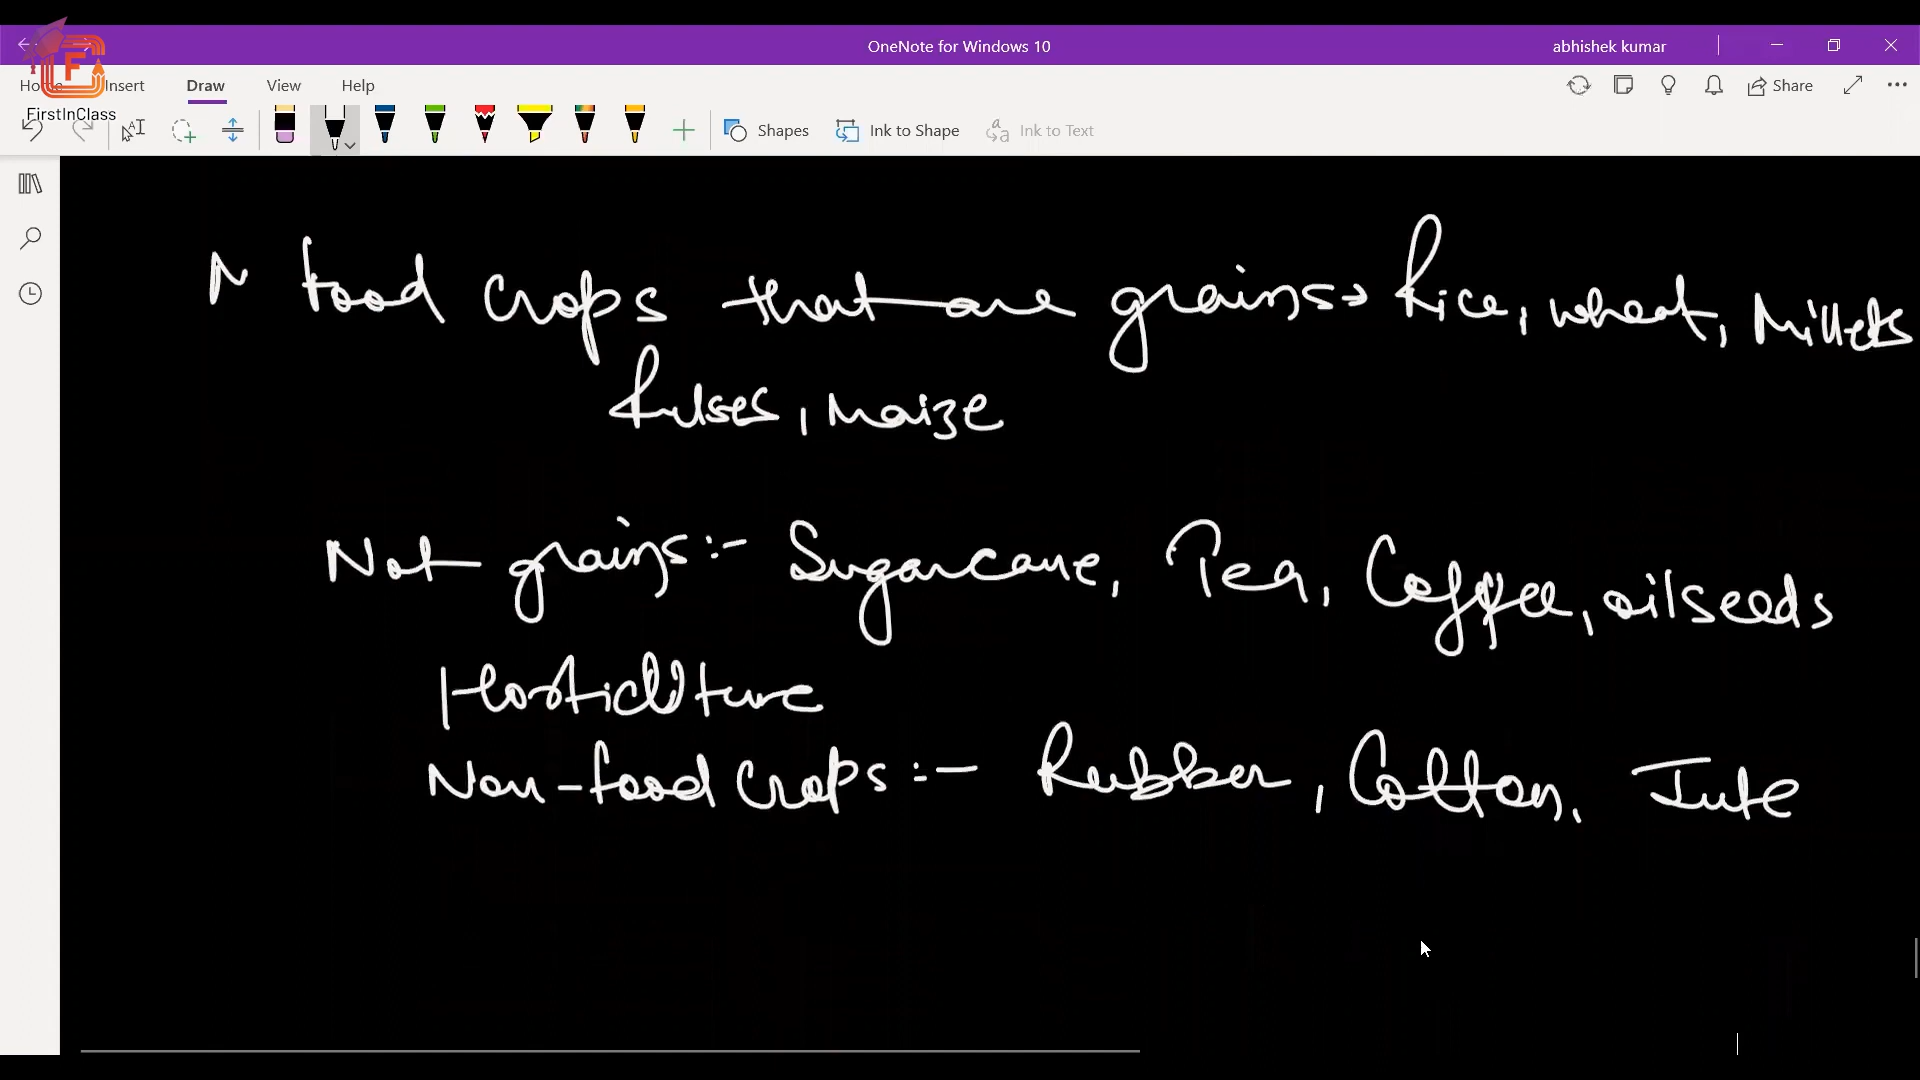 OneNote for Windows 10
abhishek kumar
Home Insert Draw View Help
Share
FirstInClass
Shapes Ink to Shape Ink to Text
food crops that are grains → Rice, wheat, Millets
Pulses, Maize
Not grains :- Sugarcane, Tea, Coffee, oilseeds
Horticulture
Non-food crops :- Rubber, Cotton, Jute